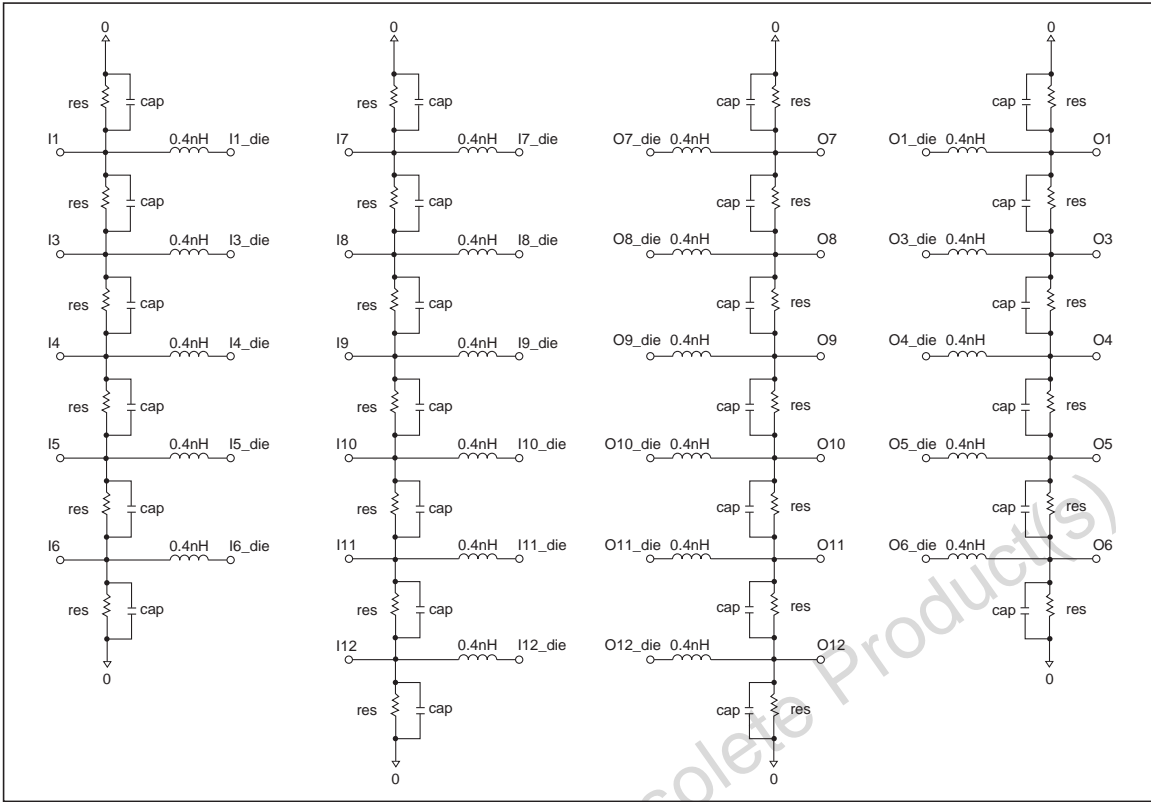 0 0 0 0
res cap res cap cap res cap res
I1 0.4nH I1_die I7 0.4nH I7_die O7_die 0.4nH O7 O1_die 0.4nH O1
res cap res cap cap res cap res
I3 0.4nH I3_die I8 0.4nH I8_die O8_die 0.4nH O8 O3_die 0.4nH O3
res cap res cap cap res cap res
I4 0.4nH I4_die I9 0.4nH I9_die O9_die 0.4nH O9 O4_die 0.4nH O4
res cap res cap cap res cap res
I5 0.4nH I5_die I10 0.4nH I10_die O10_die 0.4nH O10 O5_die 0.4nH O5
res cap res cap cap res cap res
I6 0.4nH I6_die I11 0.4nH I11_die O11_die 0.4nH O11 O6_die 0.4nH O6
res cap res cap cap res cap res
I12 0.4nH I12_die O12_die 0.4nH O12
0 0
res cap cap res
0 0
solete Product(s)